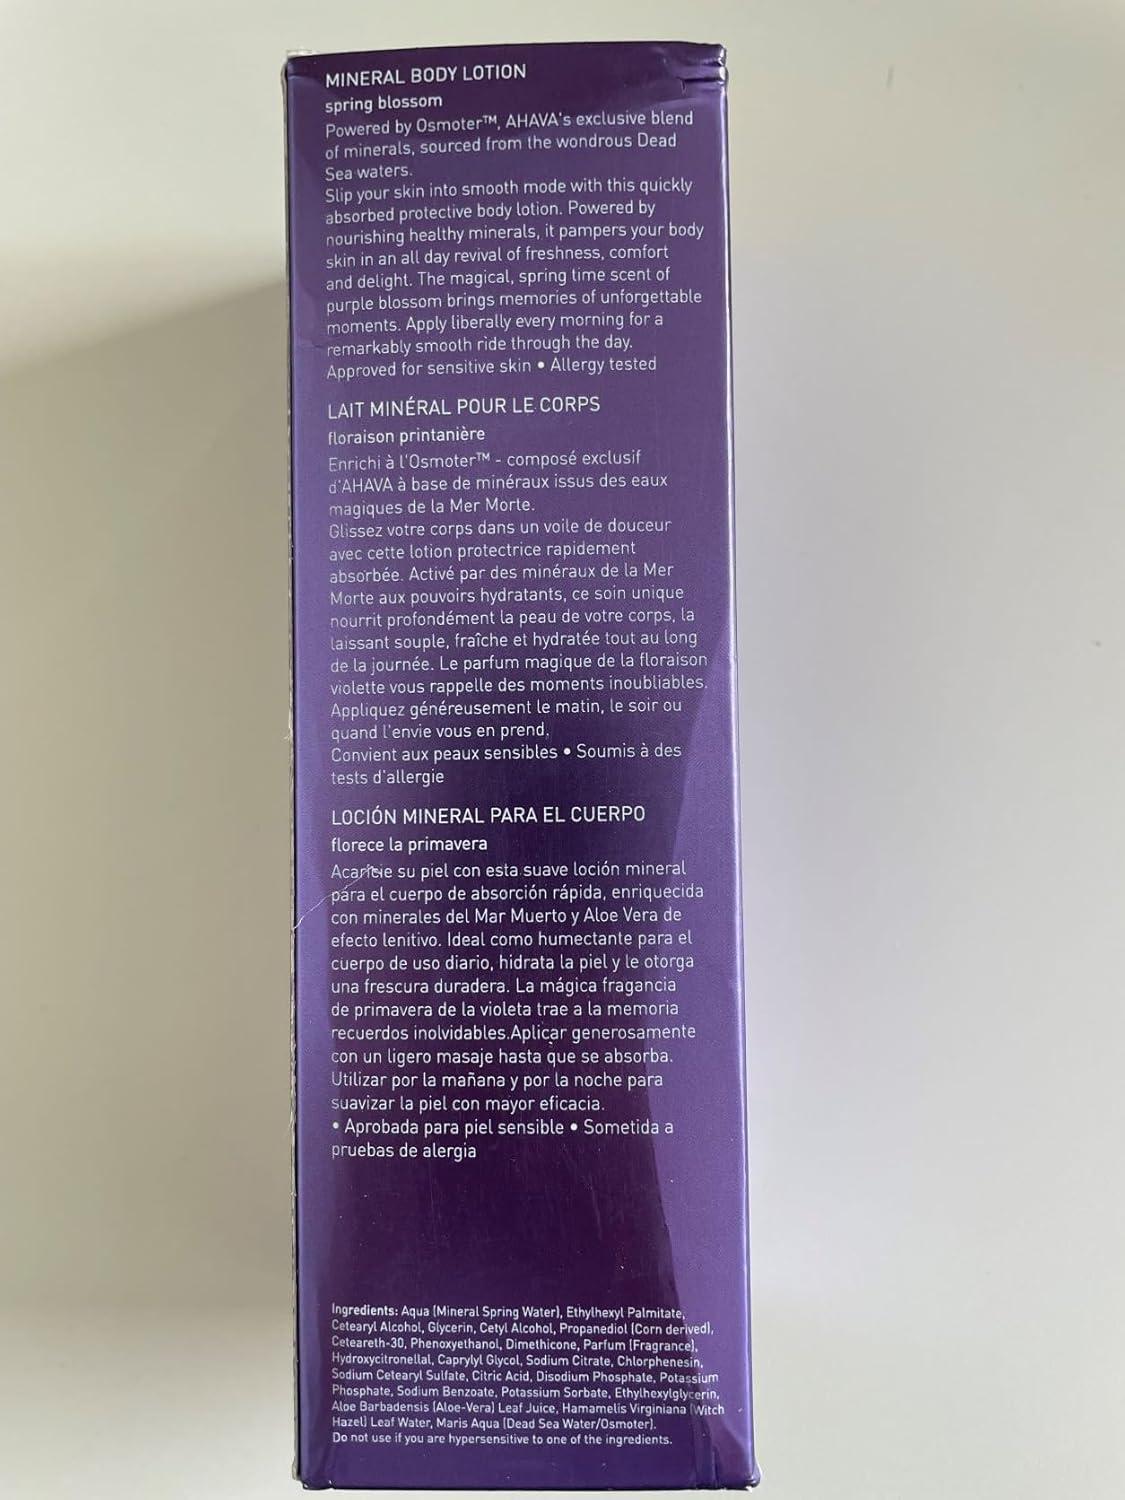 MINERAL BODY LOTION
spring blossom
Powered by Osmoter™, AHAVA's exclusive blend
of minerals, sourced from the wondrous Dead
Sea waters.
Slip your skin into smooth mode with this quickly
absorbed protective body lotion. Powered by
nourishing healthy minerals, it pampers your body
skin in an all day revival of freshness, comfort
and delight. The magical, spring time scent of
purple blossom brings memories of unforgettable
moments. Apply liberally every morning for a
remarkably smooth ride through the day.
Approved for sensitive skin • Allergy tested
LAIT MINÉRAL POUR LE CORPS
floraison printanière
Enrichi à l'Osmoter™ - composé exclusif
d'AHAVA à base de minéraux issus des eaux
magiques de la Mer Morte.
Glissez votre corps dans un voile de douceur
avec cette lotion protectrice rapidement
absorbée. Activé par des minéraux de la Mer
Morte aux pouvoirs hydratants, ce soin unique
nourrit profondément la peau de votre corps, la
laissant souple, fraîche et hydratée tout au long
de la journée. Le parfum magique de la floraison
violette vous rappelle des moments inoubliables.
Appliquez généreusement le matin, le soir ou
quand l'envie vous en prend.
Convient aux peaux sensibles • Soumis à des
tests d'allergie
LOCIÓN MINERAL PARA EL CUERPO
florece la primavera
Acaricie su piel con esta suave loción mineral
para el cuerpo de absorción rápida, enriquecida
con minerales del Mar Muerto y Aloe Vera de
efecto lenitivo. Ideal como humectante para el
cuerpo de uso diario, hidrata la piel y le otorga
una frescura duradera. La mágica fragancia
de primavera de la violeta trae a la memoria
recuerdos inolvidables.Aplicar generosamente
con un ligero masaje hasta que se absorba.
Utilizar por la mañana y por la noche para
suavizar la piel con mayor eficacia.
• Aprobada para piel sensible • Sometida a
pruebas de alergia
Ingredients: Aqua (Mineral Spring Water), Ethylhexyl Palmitate,
Cetearyl Alcohol, Glycerin, Cetyl Alcohol, Propanediol (Corn derived),
Ceteareth-30, Phenoxyethanol, Dimethicone, Parfum (Fragrance),
Hydroxycitronellal, Caprylyl Glycol, Sodium Citrate, Chlorphenesin,
Sodium Cetearyl Sulfate, Citric Acid, Disodium Phosphate, Potassium
Phosphate, Sodium Benzoate, Potassium Sorbate, Ethylhexylglycerin,
Aloe Barbadensis (Aloe-Vera) Leaf Juice, Hamamelis Virginiana (Witch
Hazel) Leaf Water, Maris Aqua (Dead Sea Water/Osmoter).
Do not use if you are hypersensitive to one of the ingredients.